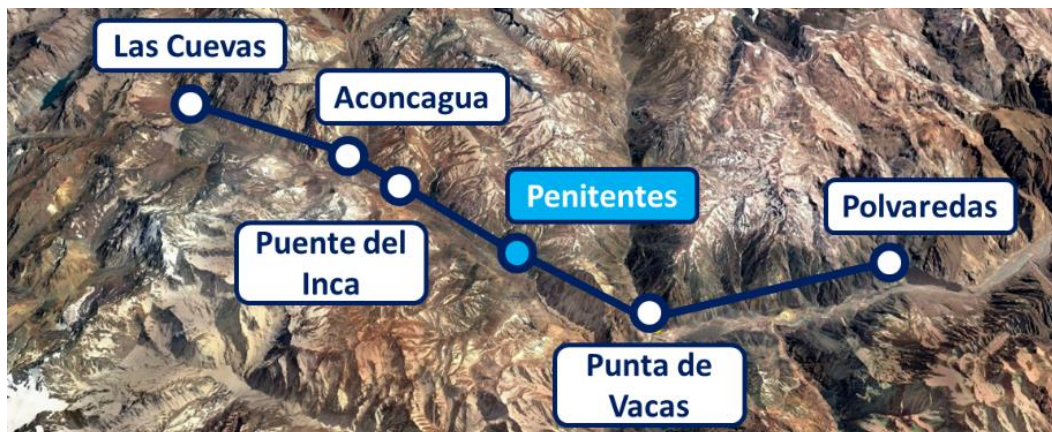 Las Cuevas
Aconcagua
Puente del
Inca
Penitentes
Punta de
Vacas
Polvaredas